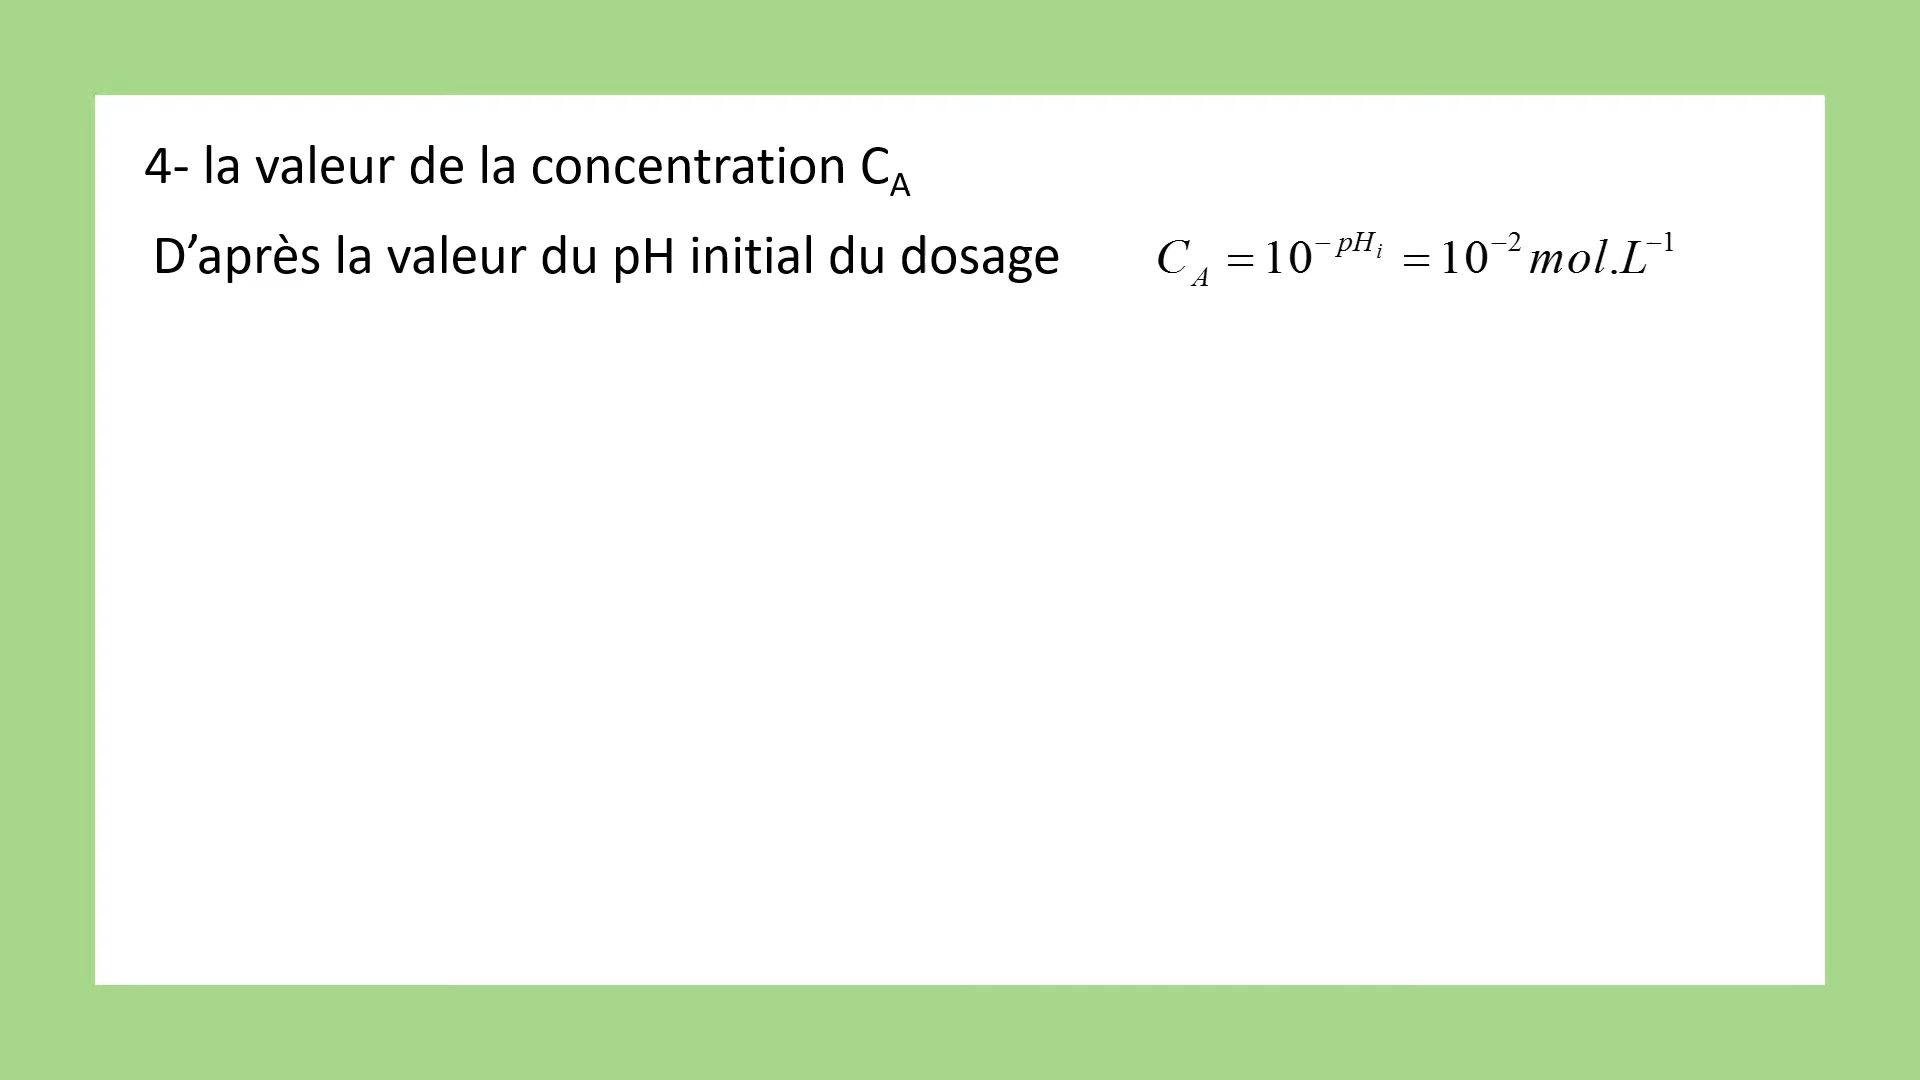 4- la valeur de la concentration C_A
D’après la valeur du pH initial du dosage C_A = 10^{-pH_i} = 10^{-2} mol.L^{-1}